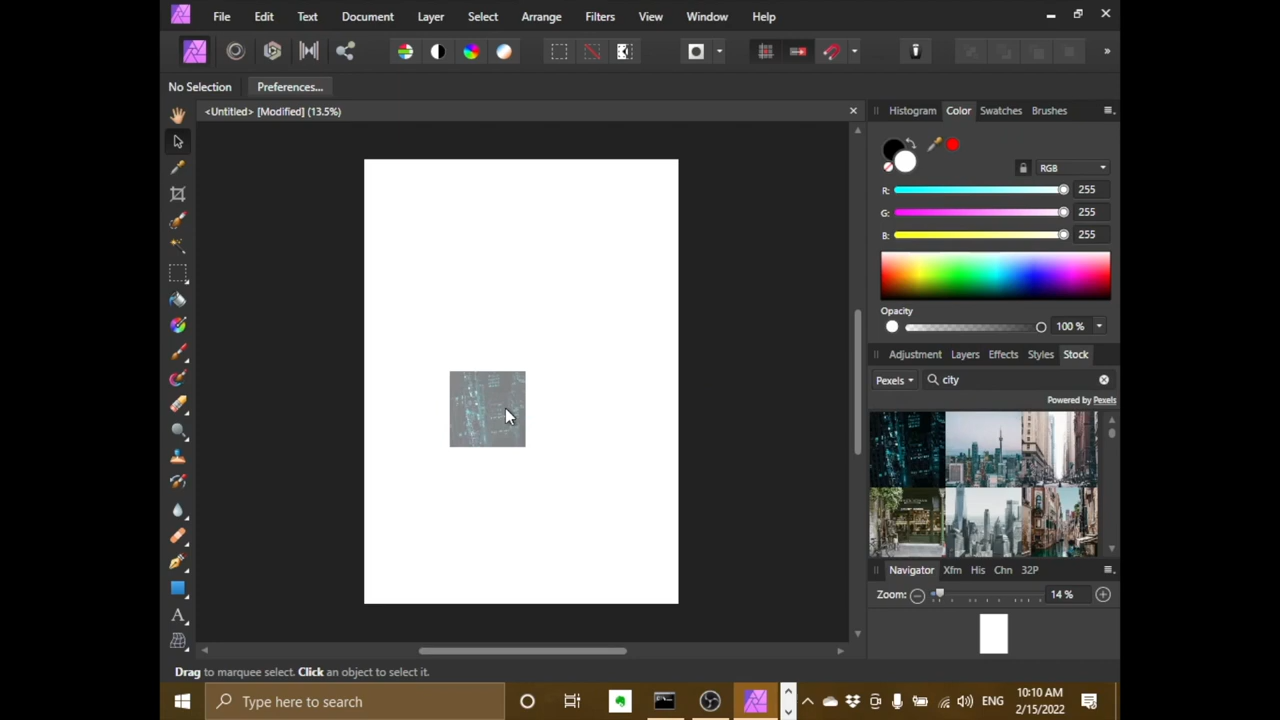 File Edit Text Document Layer Select Arrange Filters View Window Help
No Selection Preferences...
<Untitled> [Modified] (13.5%)
Histogram Color Swatches Brushes
RGB
R: 255
G: 255
B: 255
Opacity
100 %
Adjustment Layers Effects Styles Stock
Pexels city
Powered by Pexels
Navigator Xfm His Chn 32P
Zoom: 14 %
Drag to marquee select. Click an object to select it.
Type here to search
ENG
10:10 AM
2/15/2022